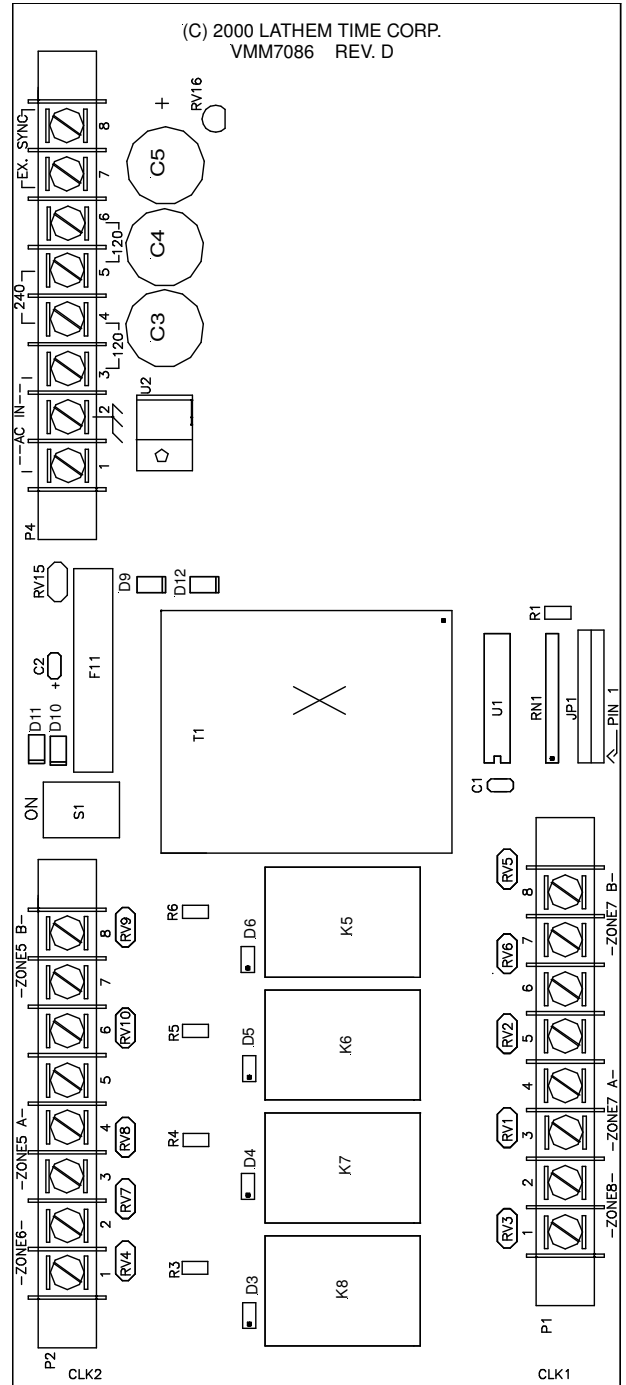 (C) 2000 LATHEM TIME CORP.
VMM7086 REV. D
RV16
+
EX. SYNC
8
7
6
5
4
3
2
1
240
120
120
AC IN
C5
C4
C3
U2
P4
RV15
D9
D12
C2
+
F11
D11
D10
T1
R1
U1
RN1
JP1
PIN 1
C1
ON
S1
-ZONE5 B-
-ZONE5 A-
-ZONE6-
8
7
6
5
4
3
2
1
RV9
RV10
RV8
RV7
RV4
R6
R5
R4
R3
D6
D5
D4
D3
K5
K6
K7
K8
RV5
RV6
RV2
RV1
RV3
8
7
6
5
4
3
2
1
-ZONE7 B-
-ZONE7 A-
-ZONE8-
P2
CLK2
P1
CLK1